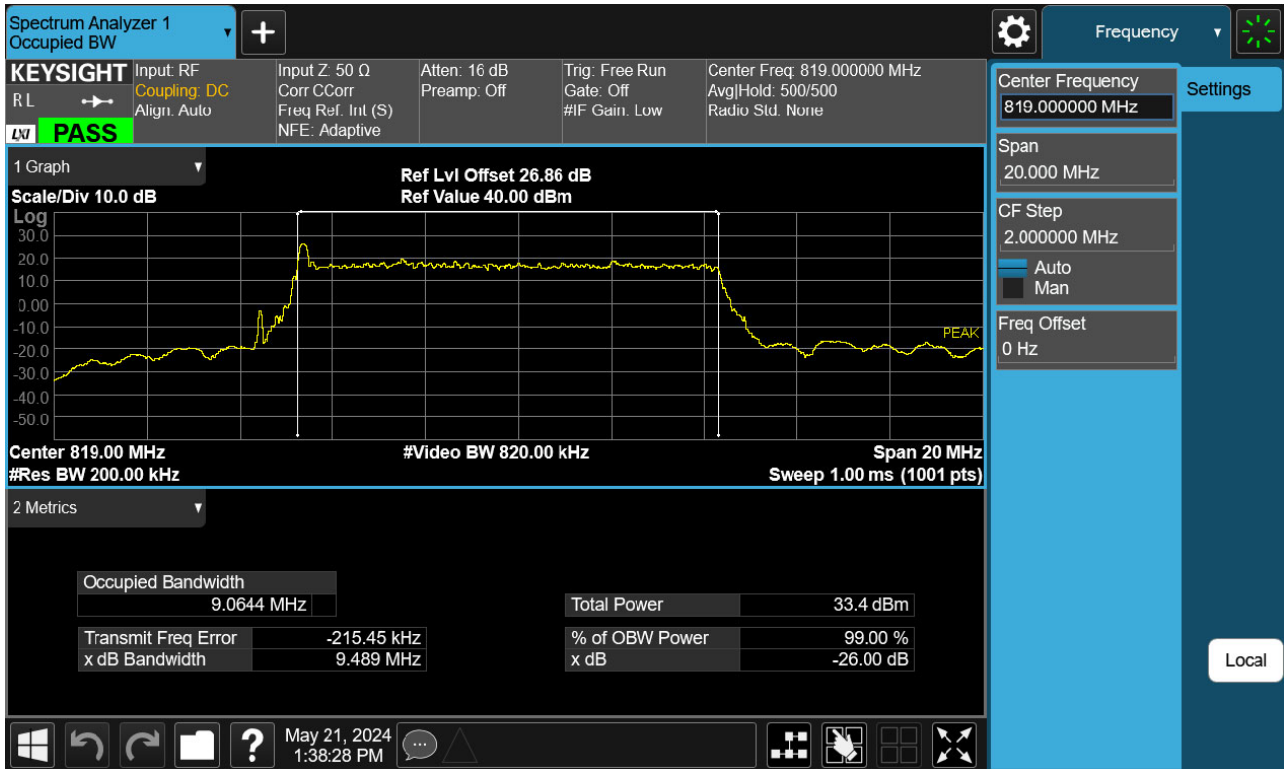 Spectrum Analyzer 1
Occupied BW
Frequency
KEYSIGHT
R L
LXI
PASS
Input: RF
Coupling: DC
Align: Auto
Input Z: 50 Ω
Corr CCorr
Freq Ref: Int (S)
NFE: Adaptive
Atten: 16 dB
Preamp: Off
Trig: Free Run
Gate: Off
#IF Gain: Low
Center Freq: 819.000000 MHz
Avg|Hold: 500/500
Radio Std: None
1 Graph
Scale/Div 10.0 dB
Ref Lvl Offset 26.86 dB
Ref Value 40.00 dBm
Log
30.0
20.0
10.0
0.00
-10.0
-20.0
-30.0
-40.0
-50.0
PEAK
Center 819.00 MHz
#Video BW 820.00 kHz
Span 20 MHz
#Res BW 200.00 kHz
Sweep 1.00 ms (1001 pts)
2 Metrics
Occupied Bandwidth
9.0644 MHz
Total Power 33.4 dBm
Transmit Freq Error -215.45 kHz
% of OBW Power 99.00 %
x dB Bandwidth 9.489 MHz
x dB -26.00 dB
Center Frequency
819.000000 MHz
Settings
Span
20.000 MHz
CF Step
2.000000 MHz
Auto
Man
Freq Offset
0 Hz
Local
?
May 21, 2024
1:38:28 PM